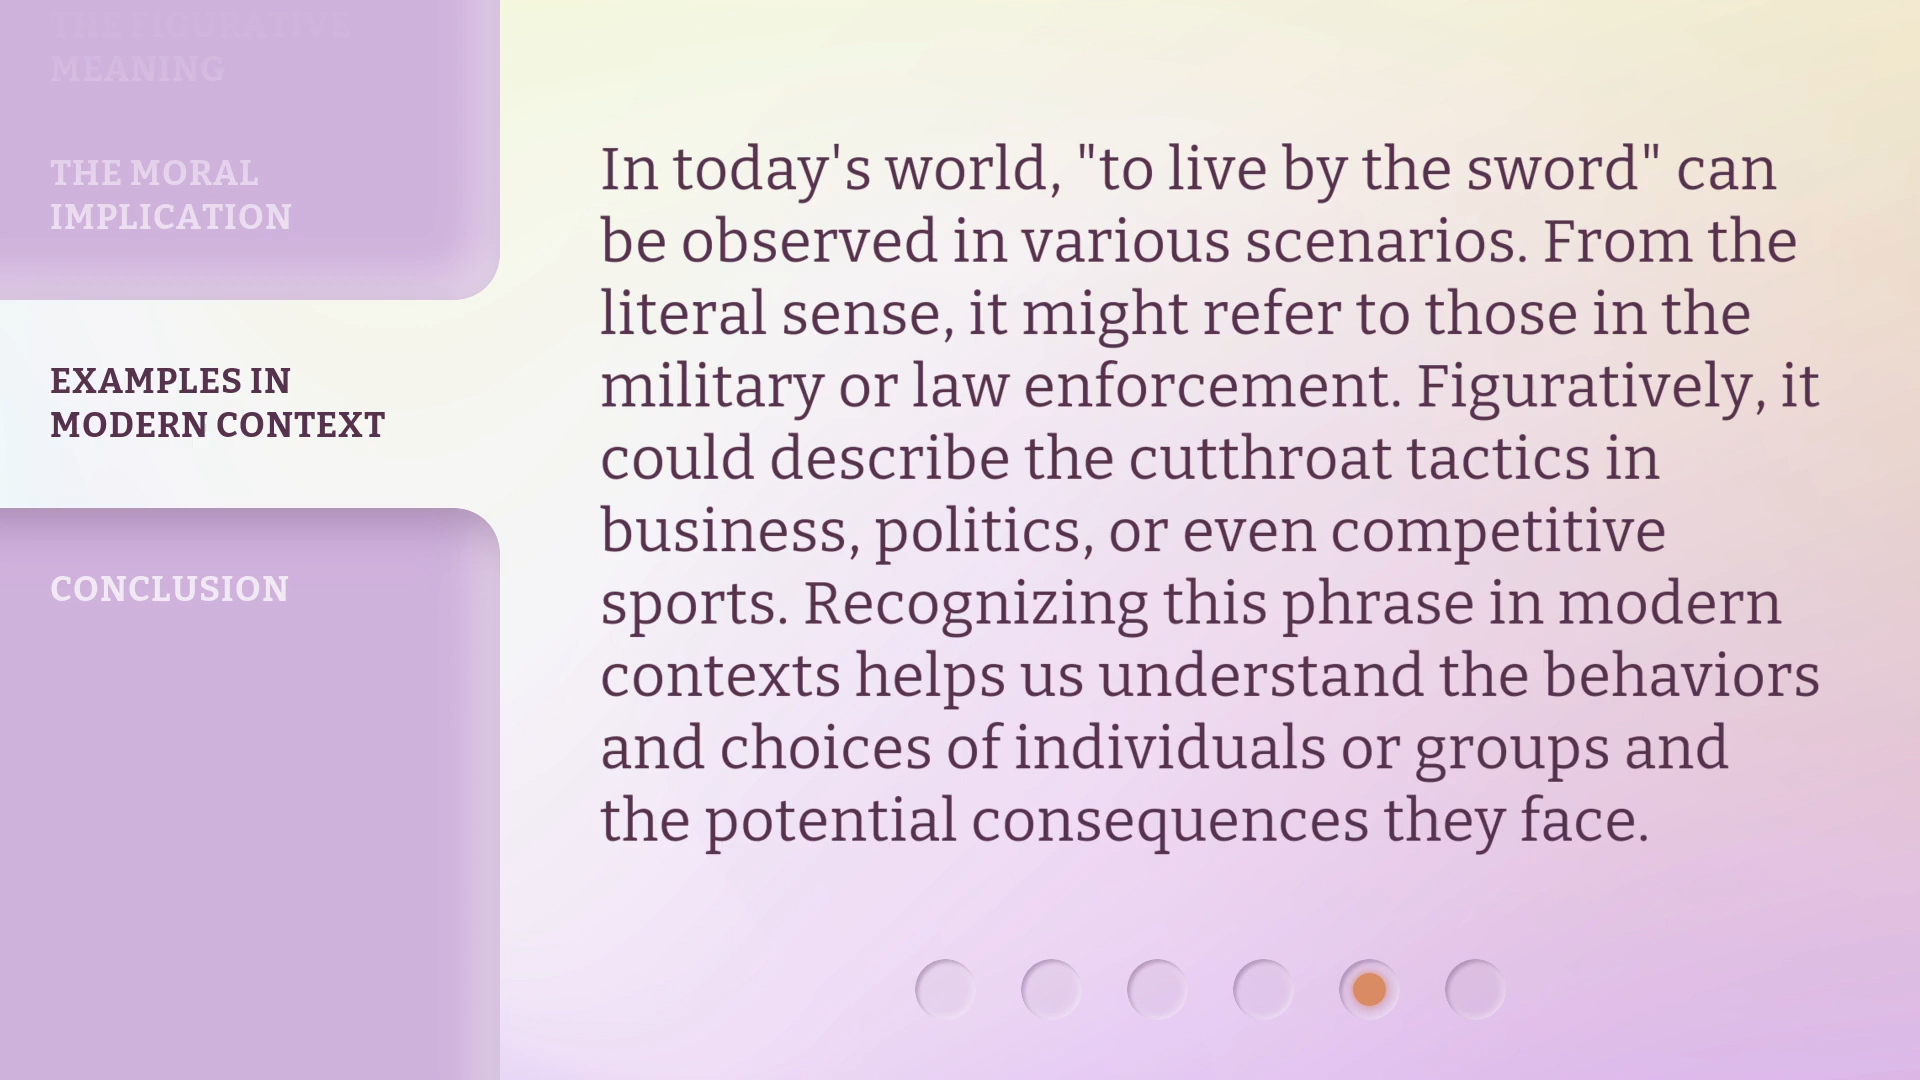 THE FIGURATIVE
MEANING
THE MORAL
IMPLICATION
EXAMPLES IN
MODERN CONTEXT
CONCLUSION
In today's world, "to live by the sword" can
be observed in various scenarios. From the
literal sense, it might refer to those in the
military or law enforcement. Figuratively, it
could describe the cutthroat tactics in
business, politics, or even competitive
sports. Recognizing this phrase in modern
contexts helps us understand the behaviors
and choices of individuals or groups and
the potential consequences they face.